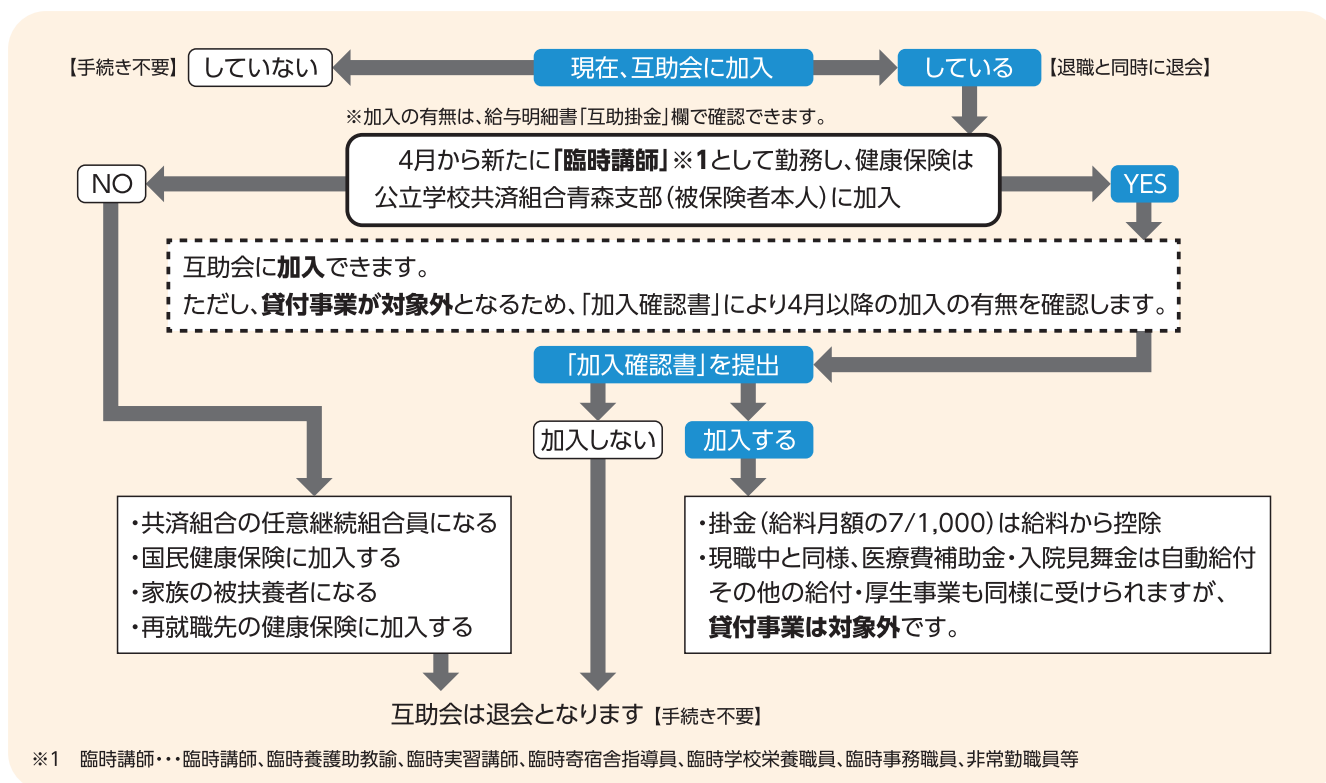 【手続き不要】 していない 現在、互助会に加入 している 【退職と同時に退会】
※加入の有無は、給与明細書「互助掛金」欄で確認できます。
4月から新たに「臨時講師」※1として勤務し、健康保険は
公立学校共済組合青森支部(被保険者本人)に加入
NO
YES
互助会に加入できます。
ただし、貸付事業が対象外となるため、「加入確認書」により4月以降の加入の有無を確認します。
「加入確認書」を提出
加入しない
加入する
・共済組合の任意継続組合員になる
・国民健康保険に加入する
・家族の被扶養者になる
・再就職先の健康保険に加入する
・掛金(給料月額の7/1,000)は給料から控除
・現職中と同様、医療費補助金・入院見舞金は自動給付
その他の給付・厚生事業も同様に受けられますが、
貸付事業は対象外です。
互助会は退会となります【手続き不要】
※1 臨時講師・・・臨時講師、臨時養護助教諭、臨時実習講師、臨時寄宿舎指導員、臨時学校栄養職員、臨時事務職員、非常勤職員等